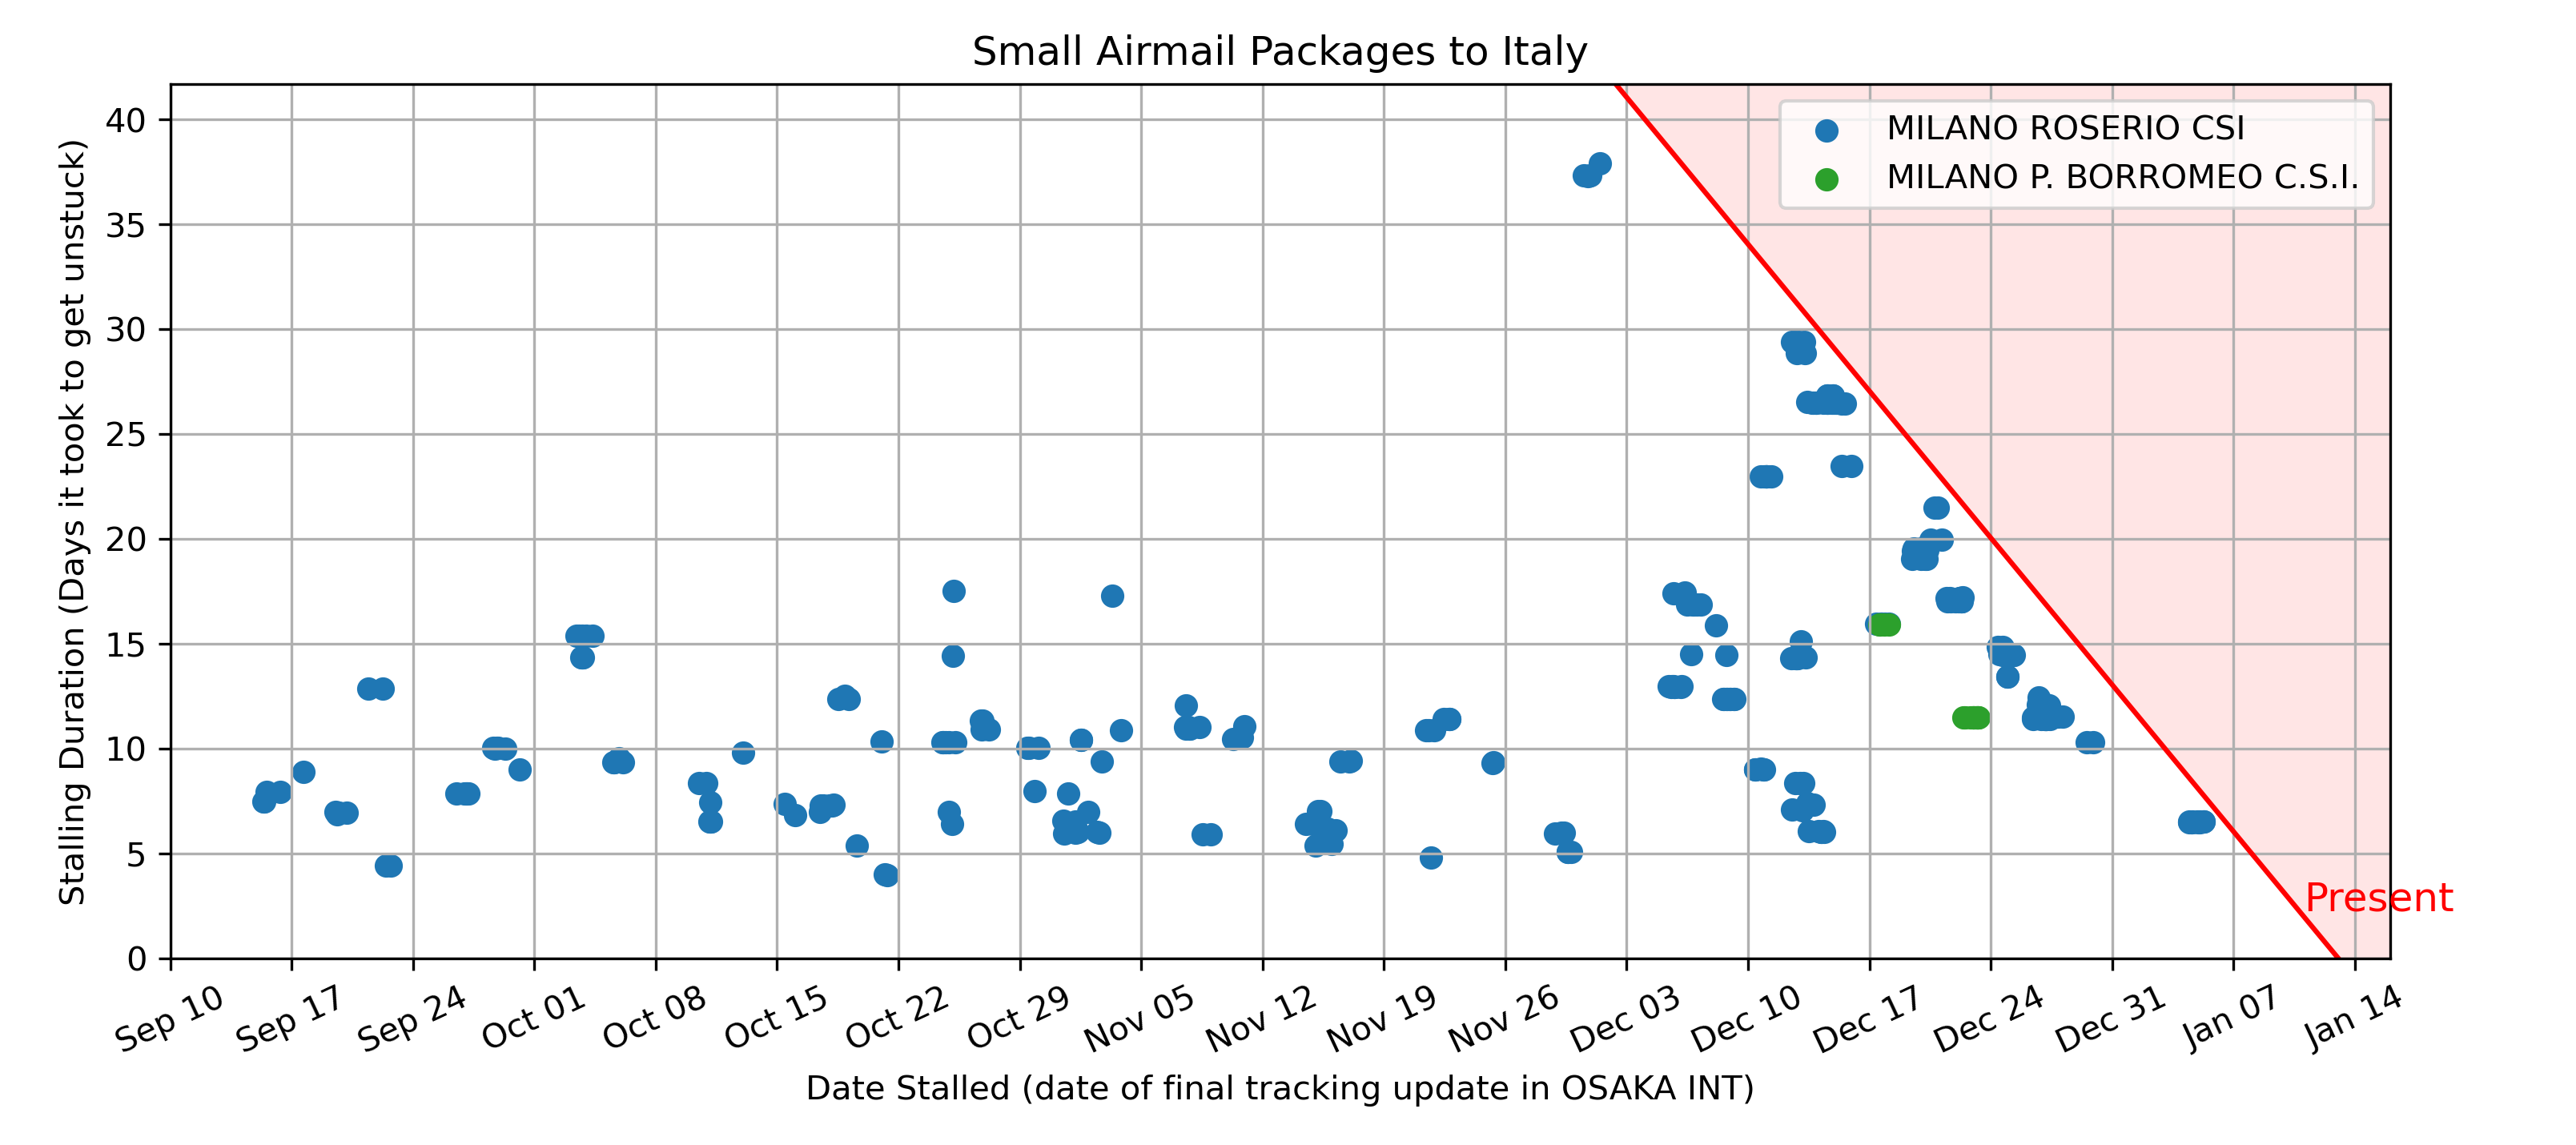 Small Airmail Packages to Italy
MILANO ROSERIO CSI
MILANO P. BORROMEO C.S.I.
Stalling Duration (Days it took to get unstuck)
40
35
30
25
20
15
10
5
0
Present
Sep 10 Sep 17 Sep 24 Oct 01 Oct 08 Oct 15 Oct 22 Oct 29 Nov 05 Nov 12 Nov 19 Nov 26 Dec 03 Dec 10 Dec 17 Dec 24 Dec 31 Jan 07 Jan 14
Date Stalled (date of final tracking update in OSAKA INT)